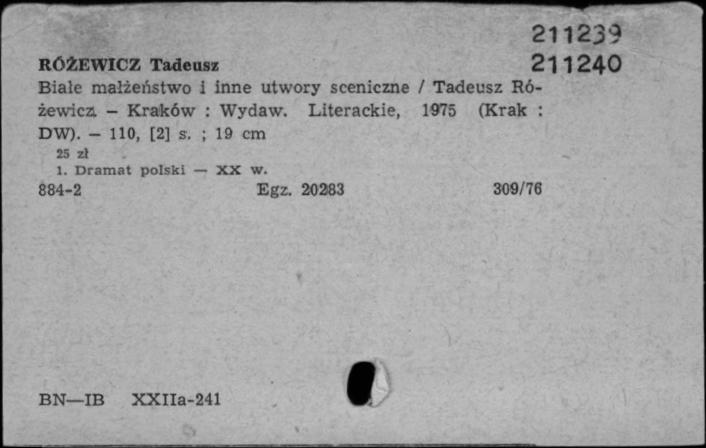 211239
RÓŻEWICZ Tadeusz 211240
Białe małżeństwo i inne utwory sceniczne / Tadeusz Ró-
żewicz. – Kraków : Wydaw. Literackie, 1975 (Krak :
DW). – 110, [2] s. ; 19 cm
25 zł
1. Dramat polski — XX w.
884-2 Egz. 20283 309/76
BN—IB XXIIa-241